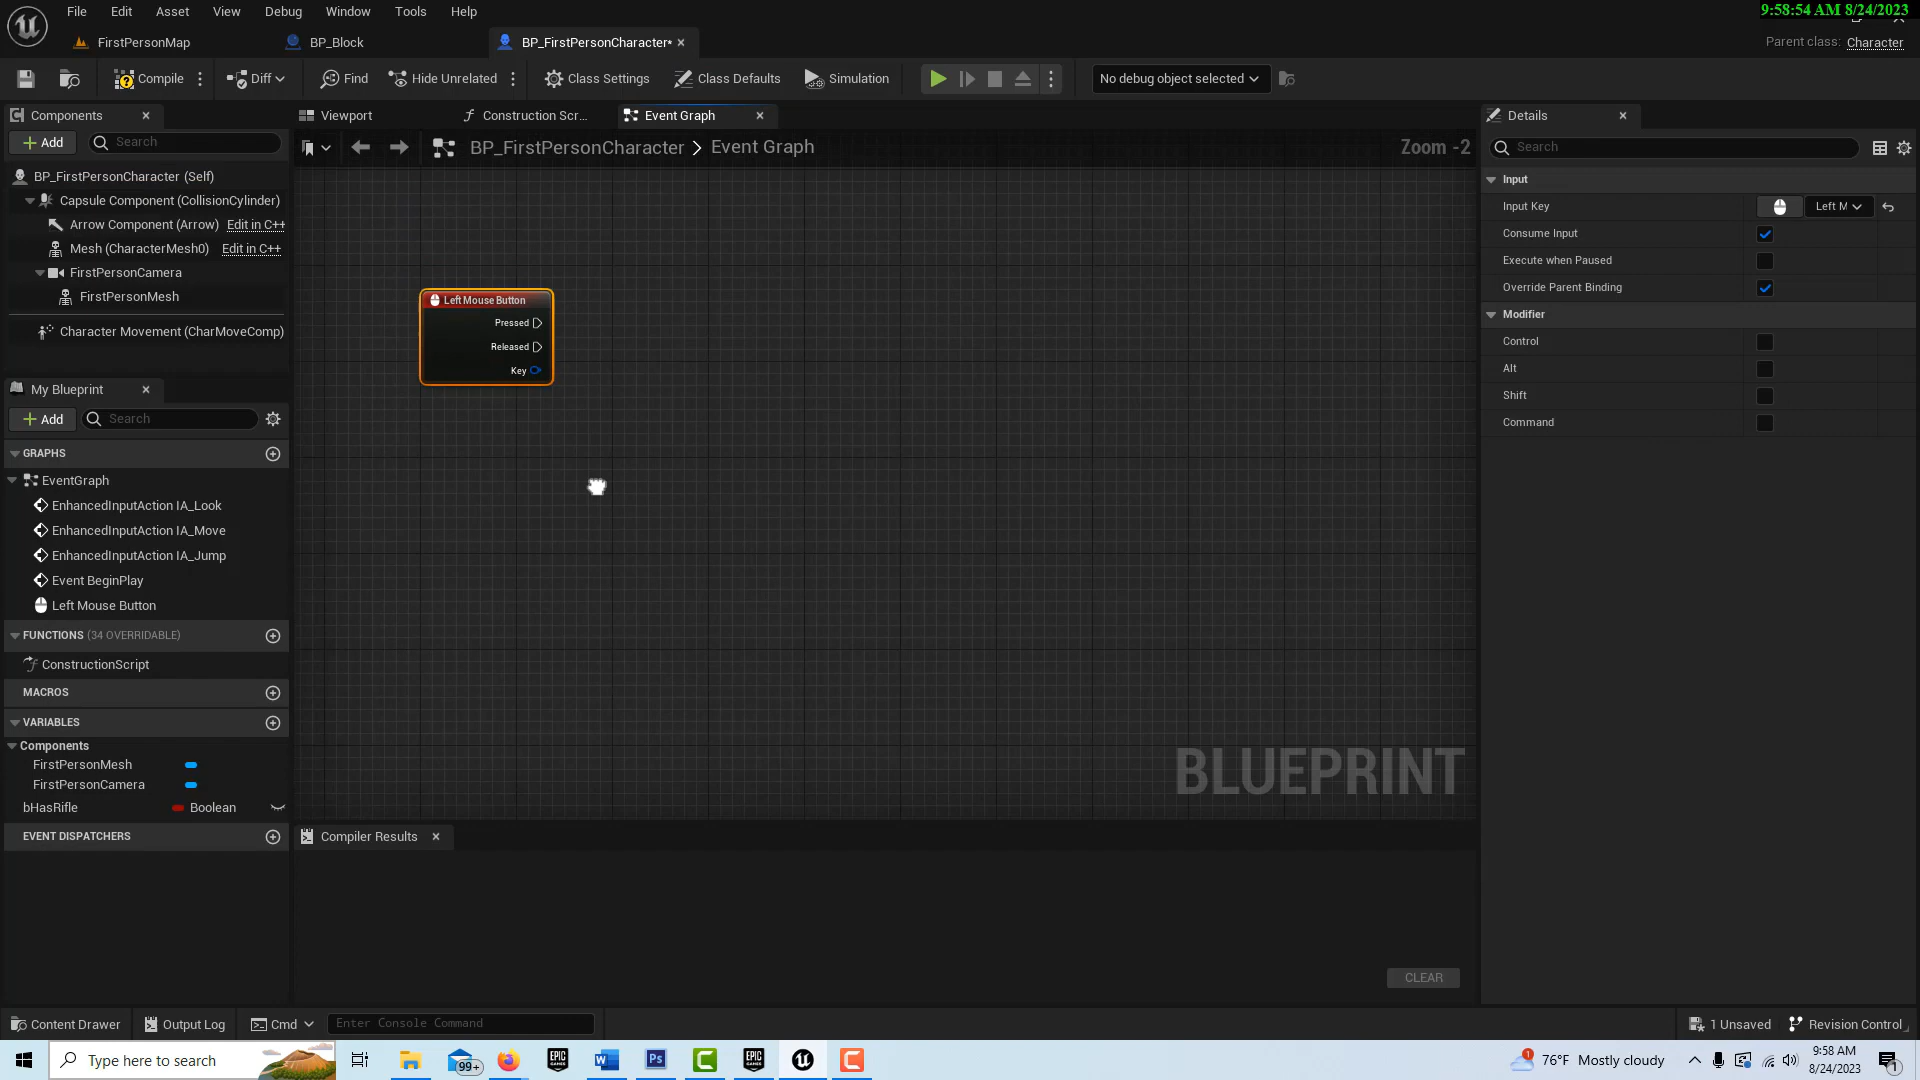 9:58:54 AM 8/24/2023
File Edit Asset View Debug Window Tools Help
FirstPersonMap BP_Block BP_FirstPersonCharacter*
Parent class: Character
Compile Diff Find Hide Unrelated Class Settings Class Defaults Simulation No debug object selected
Components
Add Search
BP_FirstPersonCharacter (Self)
Capsule Component (CollisionCylinder)
Arrow Component (Arrow) Edit in C++
Mesh (CharacterMesh0) Edit in C++
FirstPersonCamera
FirstPersonMesh
Character Movement (CharMoveComp)
My Blueprint
Add Search
GRAPHS
EventGraph
EnhancedInputAction IA_Look
EnhancedInputAction IA_Move
EnhancedInputAction IA_Jump
Event BeginPlay
Left Mouse Button
FUNCTIONS (34 OVERRIDABLE)
ConstructionScript
MACROS
VARIABLES
Components
FirstPersonMesh
FirstPersonCamera
bHasRifle Boolean
EVENT DISPATCHERS
Viewport Construction Scr... Event Graph
BP_FirstPersonCharacter > Event Graph Zoom -2
Left Mouse Button
Pressed
Released
Key
BLUEPRINT
Compiler Results
CLEAR
Details
Search
Input
Input Key Left M
Consume Input
Execute when Paused
Override Parent Binding
Modifier
Control
Alt
Shift
Command
Content Drawer Output Log Cmd Enter Console Command 1 Unsaved Revision Control
Type here to search 99+ EPIC GAMES W Ps EPIC GAMES 1 76°F Mostly cloudy 9:58 AM
8/24/2023 1